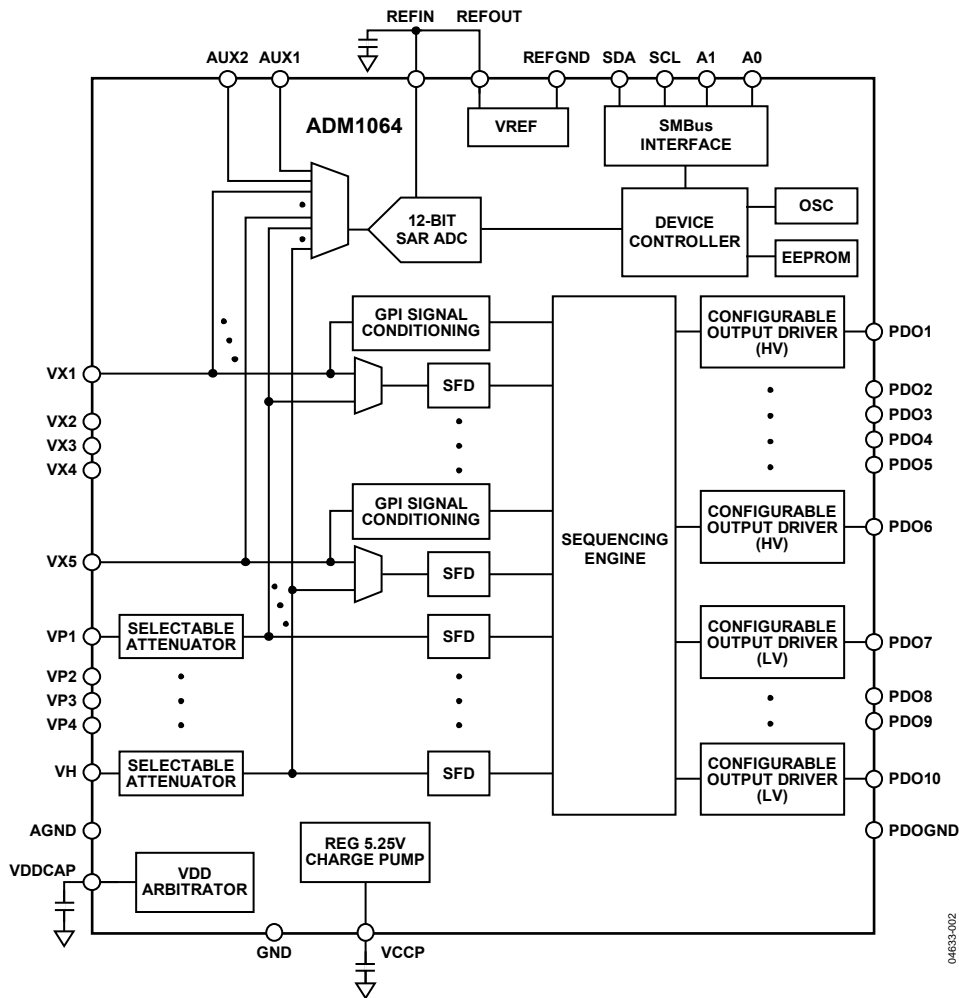 REFIN REFOUT
AUX2 AUX1
REFGND SDA SCL A1 A0
ADM1064
VREF
SMBus
INTERFACE
12-BIT
SAR ADC
DEVICE
CONTROLLER
OSC
EEPROM
GPI SIGNAL
CONDITIONING
CONFIGURABLE
OUTPUT DRIVER
(HV)
PDO1
VX1
SFD
PDO2
VX2
PDO3
VX3
PDO4
VX4
PDO5
GPI SIGNAL
CONDITIONING
CONFIGURABLE
OUTPUT DRIVER
(HV)
PDO6
SEQUENCING
ENGINE
VX5
SFD
VP1
SELECTABLE
ATTENUATOR
SFD
CONFIGURABLE
OUTPUT DRIVER
(LV)
PDO7
VP2
VP3
VP4
PDO8
PDO9
VH
SELECTABLE
ATTENUATOR
SFD
CONFIGURABLE
OUTPUT DRIVER
(LV)
PDO10
AGND
PDOGND
REG 5.25V
CHARGE PUMP
VDDCAP
VDD
ARBITRATOR
GND
VCCP
04633-002